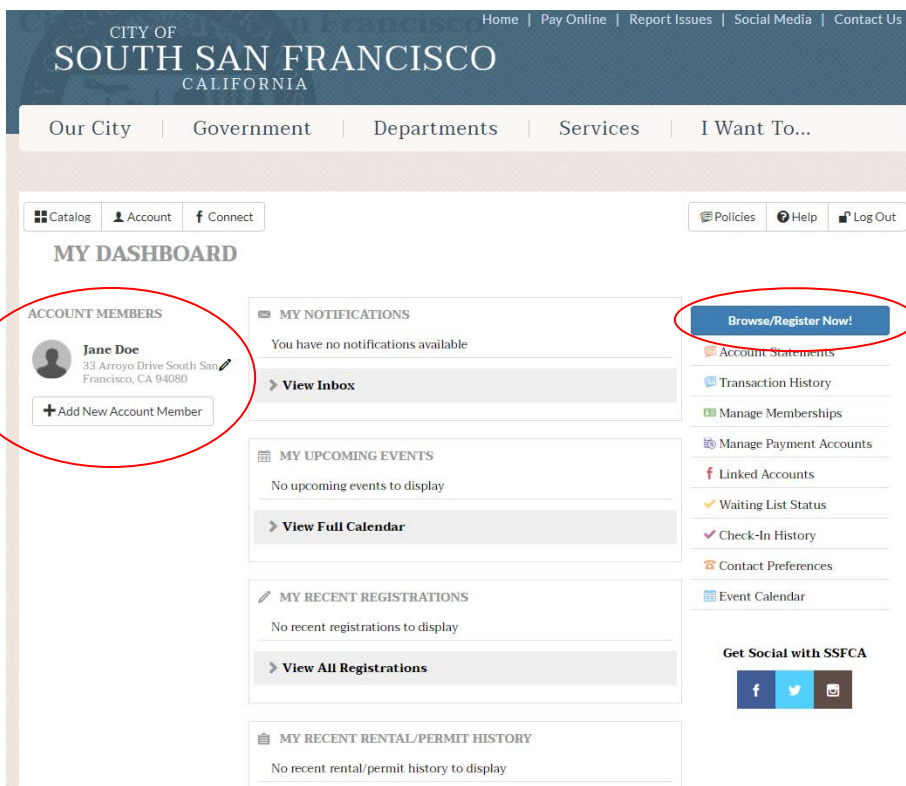 Home | Pay Online | Report Issues | Social Media | Contact Us
CITY OF
SOUTH SAN FRANCISCO
CALIFORNIA
Our City | Government | Departments | Services | I Want To...
Catalog Account Connect Policies Help Log Out
MY DASHBOARD
ACCOUNT MEMBERS
Jane Doe
33 Arroyo Drive South San
Francisco, CA 94080
Add New Account Member
MY NOTIFICATIONS
You have no notifications available
View Inbox
MY UPCOMING EVENTS
No upcoming events to display
View Full Calendar
MY RECENT REGISTRATIONS
No recent registrations to display
View All Registrations
MY RECENT RENTAL/PERMIT HISTORY
No recent rental/permit history to display
Browse/Register Now!
Account Statements
Transaction History
Manage Memberships
Manage Payment Accounts
Linked Accounts
Waiting List Status
Check-In History
Contact Preferences
Event Calendar
Get Social with SSFCA